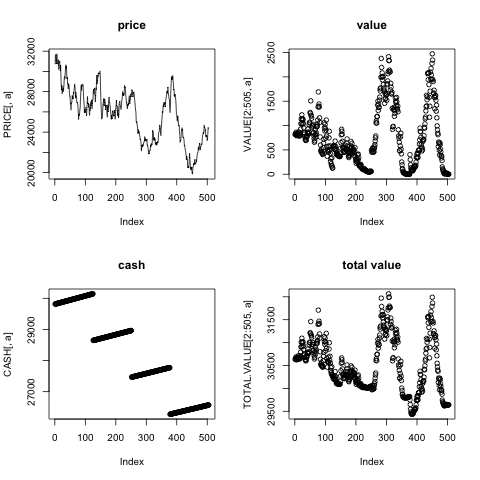 price
PRICE[, a]
32000
28000
24000
20000
0 100 200 300 400 500
Index
value
VALUE[2:505, a]
2500
1500
500
0
0 100 200 300 400 500
Index
cash
CASH[, a]
29000
27000
0 100 200 300 400 500
Index
total value
TOTAL.VALUE[2:505, a]
31500
30500
29500
0 100 200 300 400 500
Index